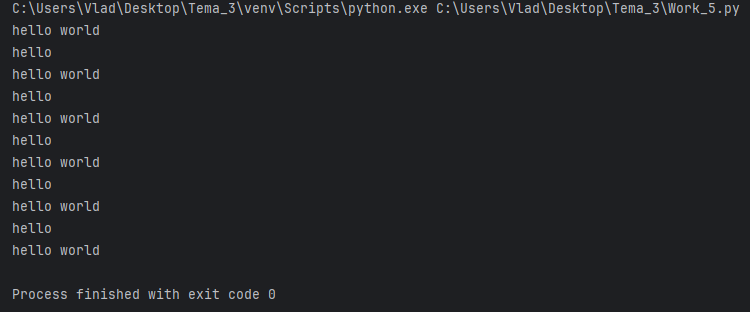 C:\Users\Vlad\Desktop\Tema_3\venv\Scripts\python.exe C:\Users\Vlad\Desktop\Tema_3\Work_5.py
hello world
hello
hello world
hello
hello world
hello
hello world
hello
hello world
hello
hello world
Process finished with exit code 0